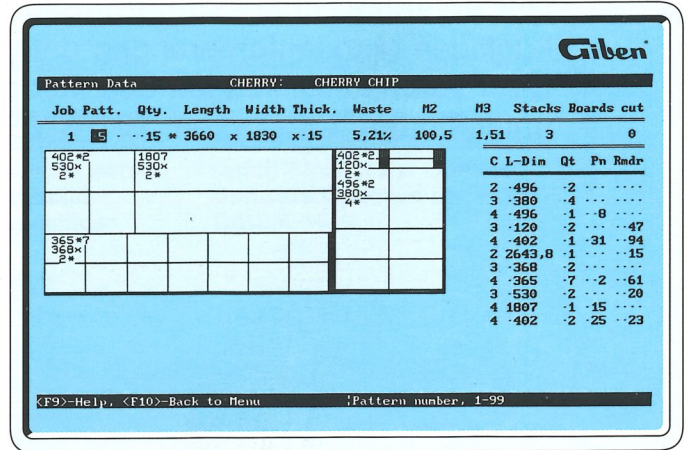 Giben
Pattern Data CHERRY: CHERRY CHIP
Job Patt. Qty. Length Width Thick. Waste M2 M3 Stacks Boards cut
1 5 · ··15 * 3660 x 1830 x·15 5,21% 100,5 1,51 3 0
402*2 1807 402*2
530x 530x 120x
2* 2* 2*
496*2
380x
4*
365*7
368x
2*
C L-Dim Qt Pn Rmdr
2 ·496 ·2 ··· ····
3 ·380 ·4 ··· ····
4 ·496 ·1 ··8 ····
3 ·120 ·2 ··· ··47
4 ·402 ·1 ·31 ··94
2 2643,8 ·1 ··· ··15
3 ·368 ·2 ··· ····
4 ·365 ·7 ··2 ··61
3 ·530 ·2 ··· ··20
4 1807 ·1 ·15 ····
4 ·402 ·2 ·25 ··23
<F9>-Help, <F10>-Back to Menu ¦Pattern number, 1-99